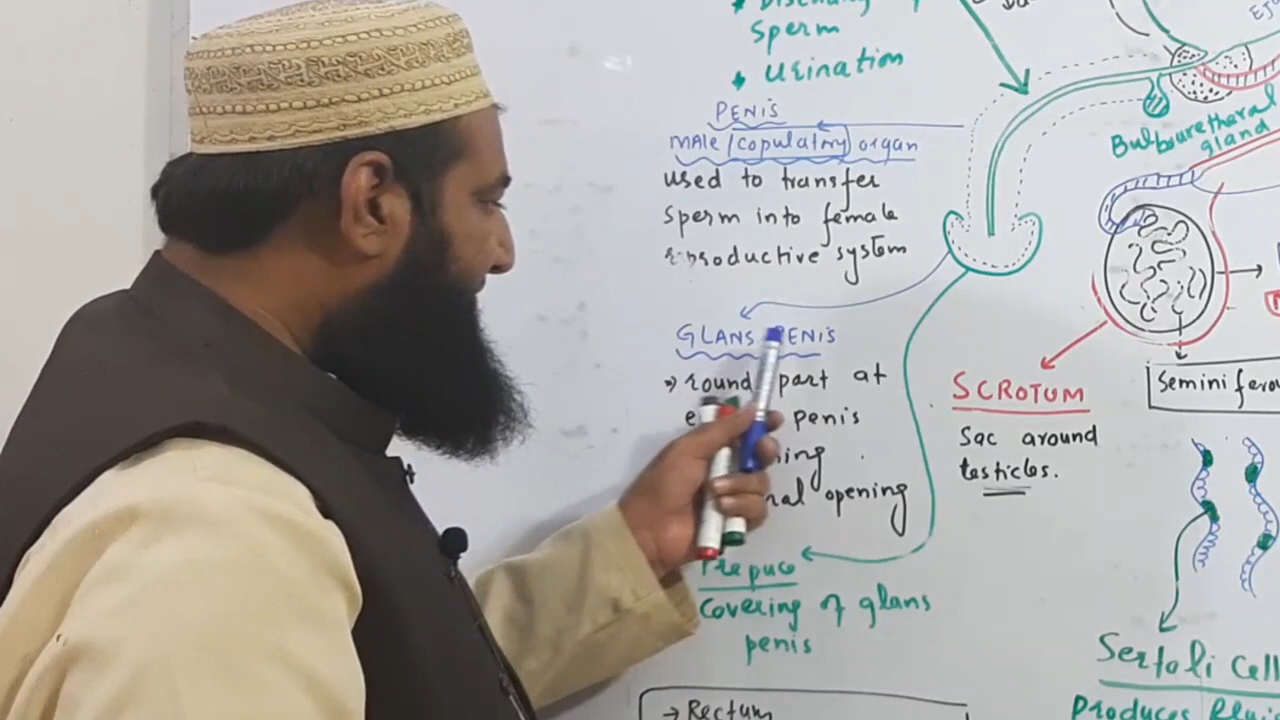 sperm
* Urination
PENIS
MALE/copulatory organ
used to transfer
sperm into female
reproductive system
GLANS PENIS
→ round part at
penis
opening
Prepuce
Covering of glans
penis
→ Rectum
Bulbourethral
gland
SCROTUM
Sac around
testicles.
Sertoli Cell
Produces